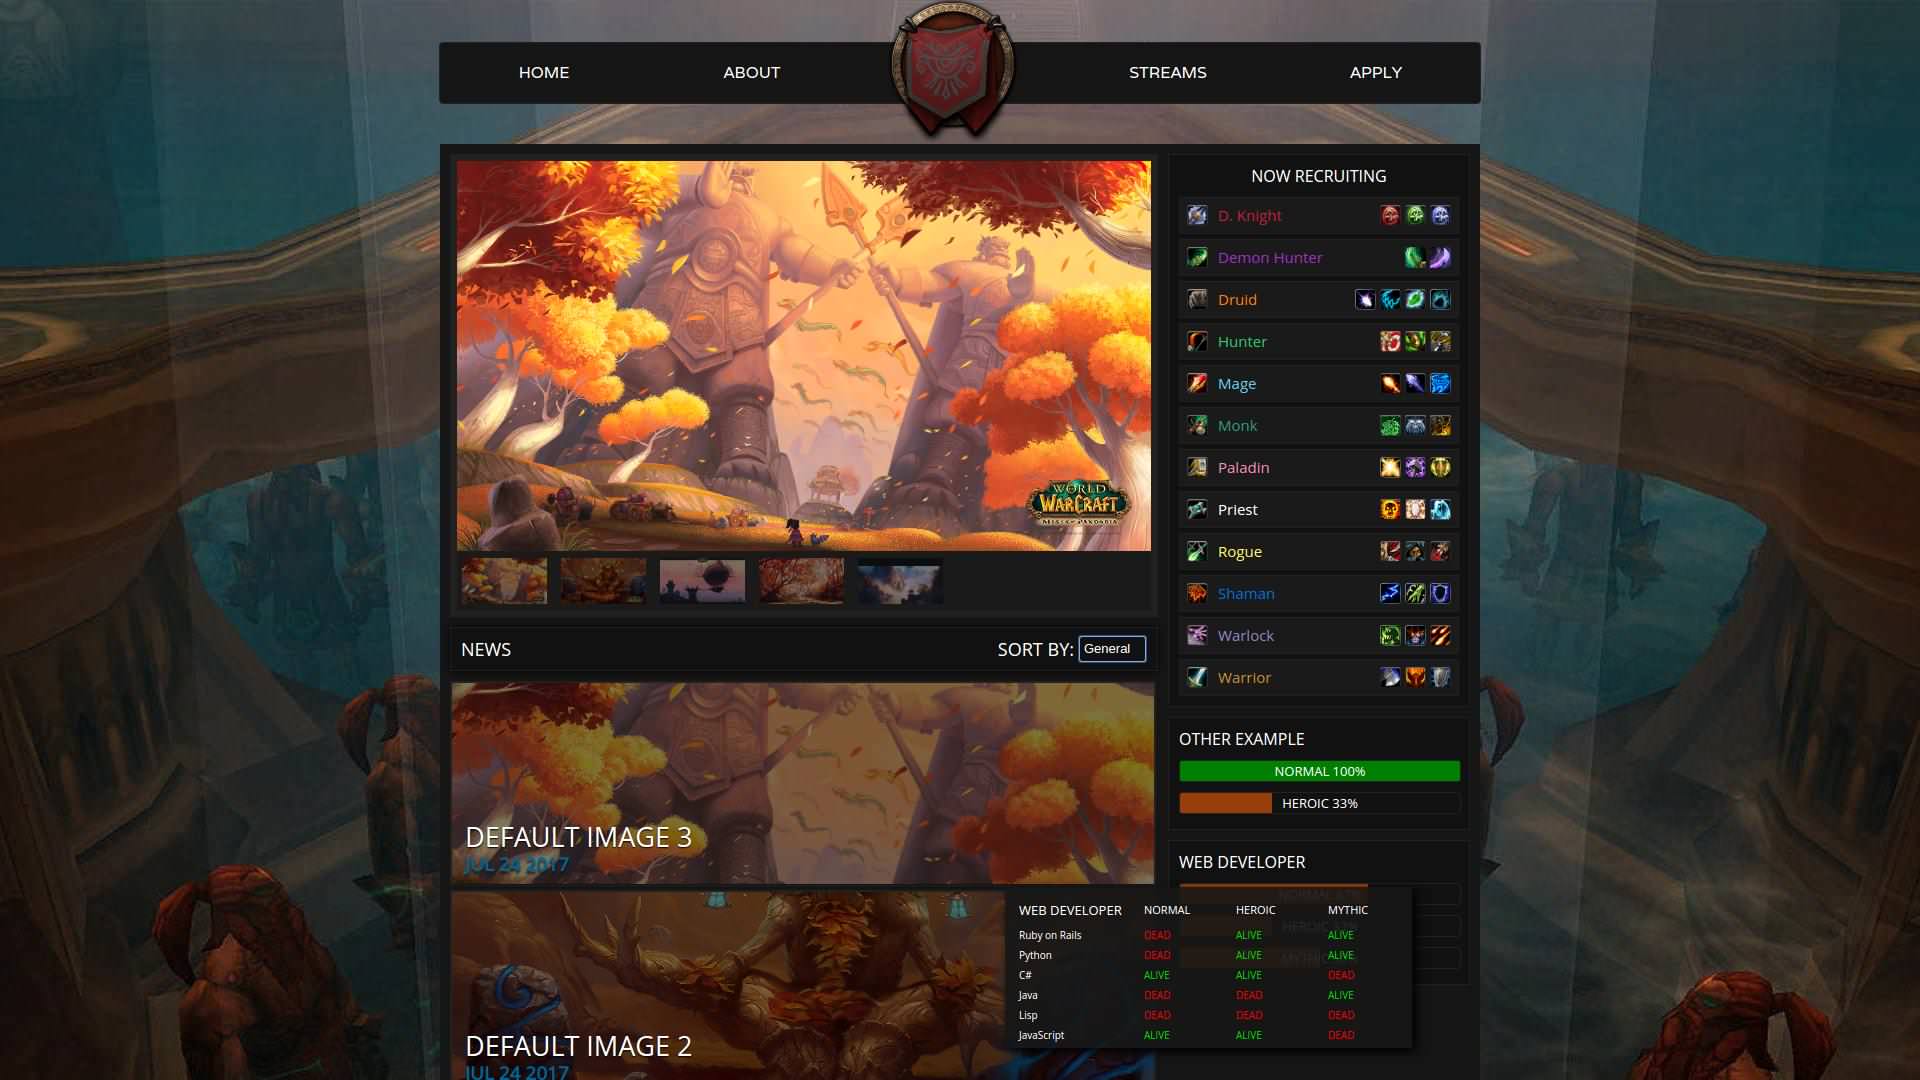 HOME ABOUT STREAMS APPLY
WORLD
WARCRAFT
MISTS OF PANDARIA
NOW RECRUITING
D. Knight
Demon Hunter
Druid
Hunter
Mage
Monk
Paladin
Priest
Rogue
Shaman
Warlock
Warrior
NEWS SORT BY: General
DEFAULT IMAGE 3
JUL 24 2017
DEFAULT IMAGE 2
JUL 24 2017
OTHER EXAMPLE
NORMAL 100%
HEROIC 33%
WEB DEVELOPER
WEB DEVELOPER NORMAL HEROIC MYTHIC
Ruby on Rails DEAD ALIVE ALIVE
Python DEAD ALIVE ALIVE
C# ALIVE ALIVE DEAD
Java DEAD DEAD ALIVE
Lisp DEAD DEAD DEAD
JavaScript ALIVE ALIVE DEAD